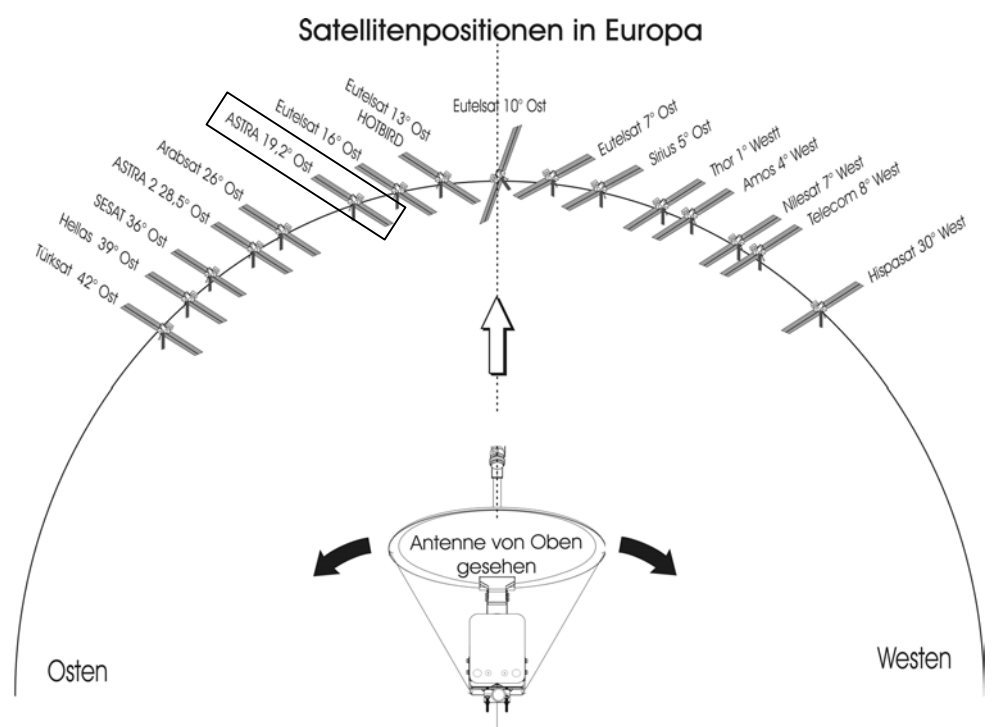 Satellitenpositionen in Europa
Türksat 42° Ost
Hellas 39° Ost
SESAT 36° Ost
ASTRA 2 28,5° Ost
Arabsat 26° Ost
ASTRA 19,2° Ost
Eutelsat 16° Ost
Eutelsat 13° Ost
HOTBIRD
Eutelsat 10° Ost
Eutelsat 7° Ost
Sirius 5° Ost
Thor 1° Westt
Amos 4° West
Nilesat 7° West
Telecom 8° West
Hispasat 30° West
Antenne von Oben
gesehen
Osten
Westen